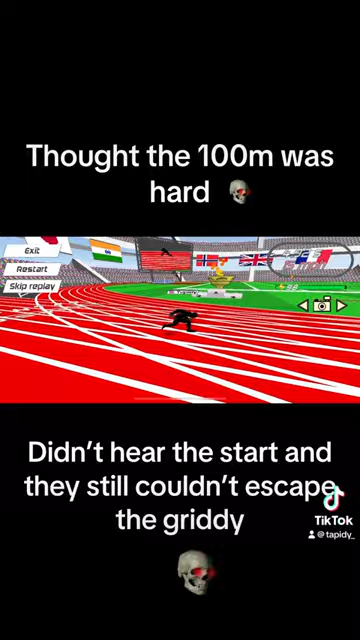 Thought the 100m was
hard
Exit
Restart
Skip replay
Didn't hear the start and
they still couldn't escape
the griddy
TikTok
@tapidy_